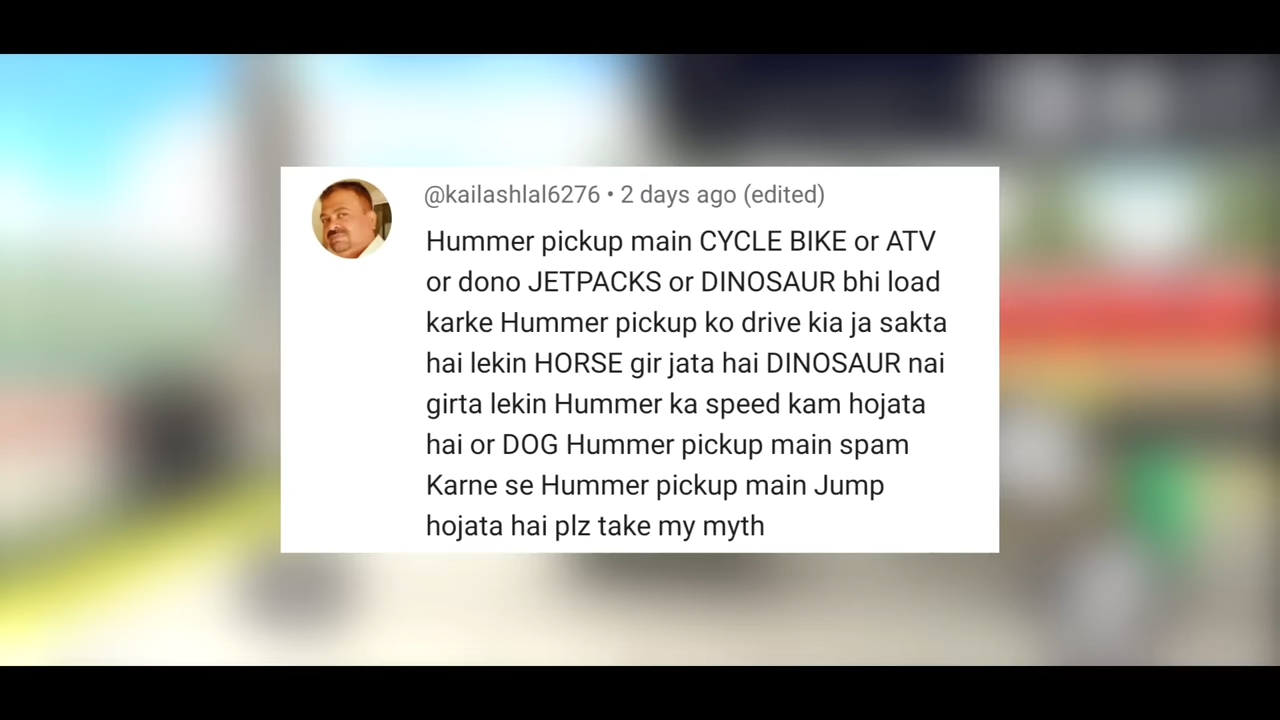 @kailashlal6276 • 2 days ago (edited)
Hummer pickup main CYCLE BIKE or ATV
or dono JETPACKS or DINOSAUR bhi load
karke Hummer pickup ko drive kia ja sakta
hai lekin HORSE gir jata hai DINOSAUR nai
girta lekin Hummer ka speed kam hojata
hai or DOG Hummer pickup main spam
Karne se Hummer pickup main Jump
hojata hai plz take my myth